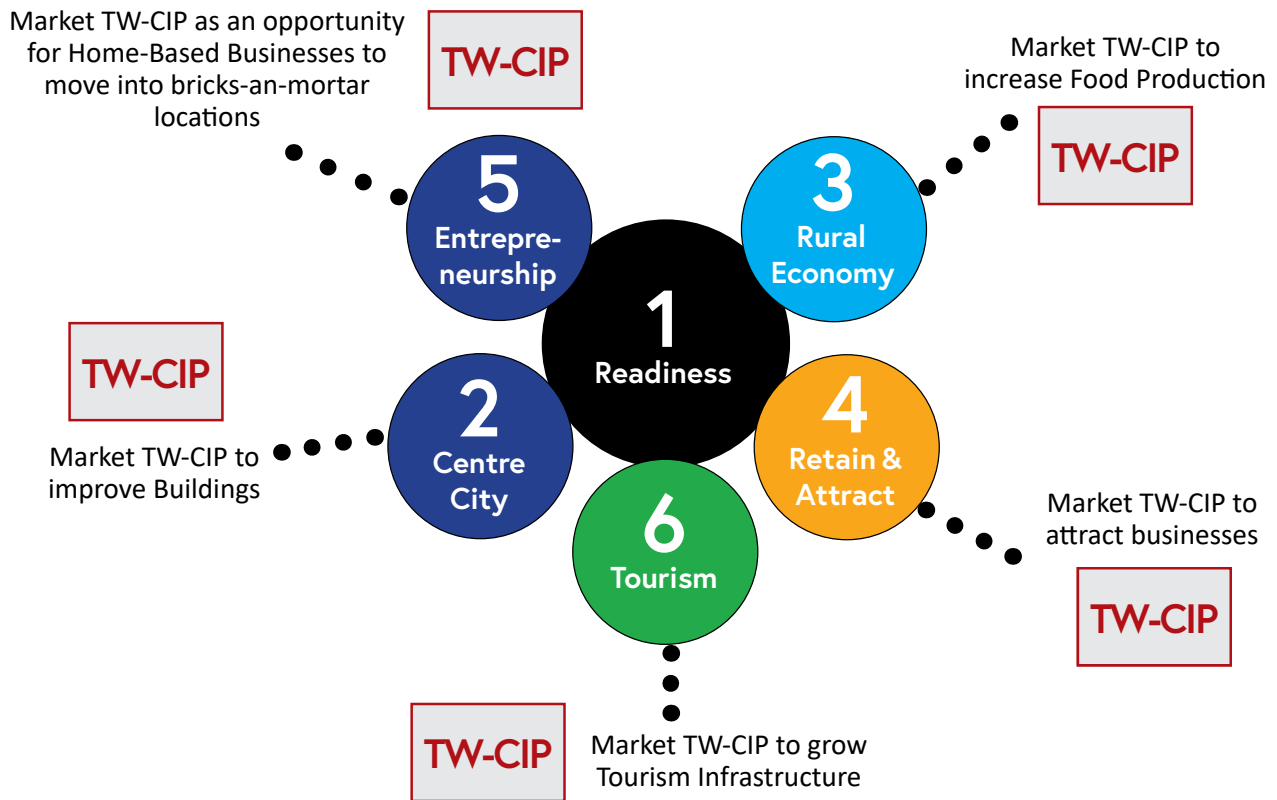 Market TW-CIP as an opportunity
for Home-Based Businesses to
move into bricks-an-mortar
locations
TW-CIP
Market TW-CIP to
increase Food Production
TW-CIP
5
Entrepre-
neurship
3
Rural
Economy
1
Readiness
TW-CIP
Market TW-CIP to
improve Buildings
2
Centre
City
4
Retain &
Attract
Market TW-CIP to
attract businesses
TW-CIP
6
Tourism
TW-CIP
Market TW-CIP to grow
Tourism Infrastructure